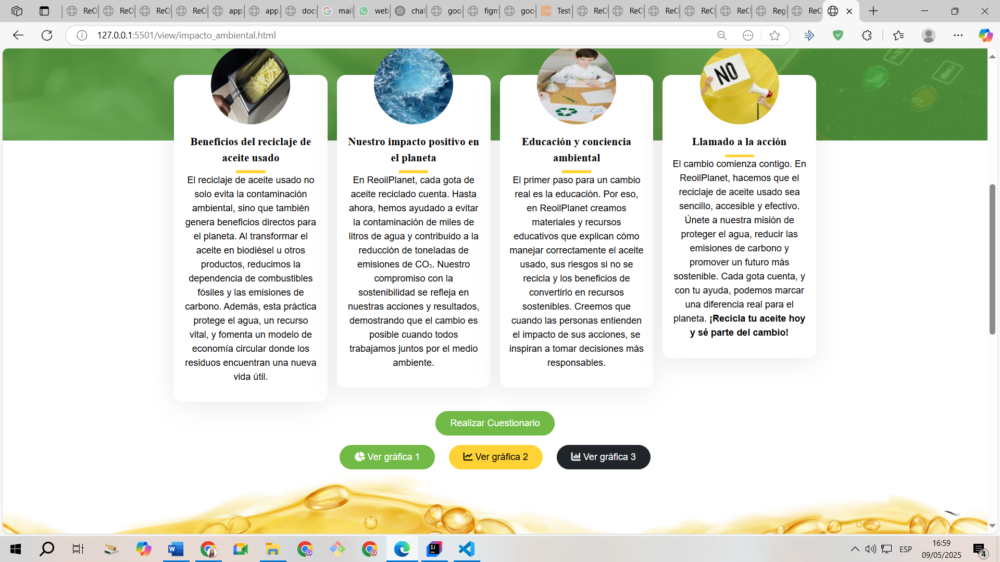 ReO
ReO
ReO
ReO
app.
app.
docs
mail
web
chat
goo
figm
goo
Test
ReO
ReO
ReO
ReO
ReO
Reg
ReO
127.0.0.1:5501/view/impacto_ambiental.html
NO
Beneficios del reciclaje de
aceite usado
El reciclaje de aceite usado no
solo evita la contaminación
ambiental, sino que también
genera beneficios directos para
el planeta. Al transformar el
aceite en biodiésel u otros
productos, reducimos la
dependencia de combustibles
fósiles y las emisiones de
carbono. Además, esta práctica
protege el agua, un recurso
vital, y fomenta un modelo de
economía circular donde los
residuos encuentran una nueva
vida útil.
Nuestro impacto positivo en
el planeta
En ReoilPlanet, cada gota de
aceite reciclado cuenta. Hasta
ahora, hemos ayudado a evitar
la contaminación de miles de
litros de agua y contribuido a la
reducción de toneladas de
emisiones de CO₂. Nuestro
compromiso con la
sostenibilidad se refleja en
nuestras acciones y resultados,
demostrando que el cambio es
posible cuando todos
trabajamos juntos por el medio
ambiente.
Educación y conciencia
ambiental
El primer paso para un cambio
real es la educación. Por eso,
en ReoilPlanet creamos
materiales y recursos
educativos que explican cómo
manejar correctamente el aceite
usado, sus riesgos si no se
recicla y los beneficios de
convertirlo en recursos
sostenibles. Creemos que
cuando las personas entienden
el impacto de sus acciones, se
inspiran a tomar decisiones más
responsables.
Llamado a la acción
El cambio comienza contigo. En
ReoilPlanet, hacemos que el
reciclaje de aceite usado sea
sencillo, accesible y efectivo.
Únete a nuestra misión de
proteger el agua, reducir las
emisiones de carbono y
promover un futuro más
sostenible. Cada gota cuenta, y
con tu ayuda, podemos marcar
una diferencia real para el
planeta. ¡Recicla tu aceite hoy
y sé parte del cambio!
Realizar Cuestionario
Ver gráfica 1
Ver gráfica 2
Ver gráfica 3
ESP
16:59
09/05/2025
4